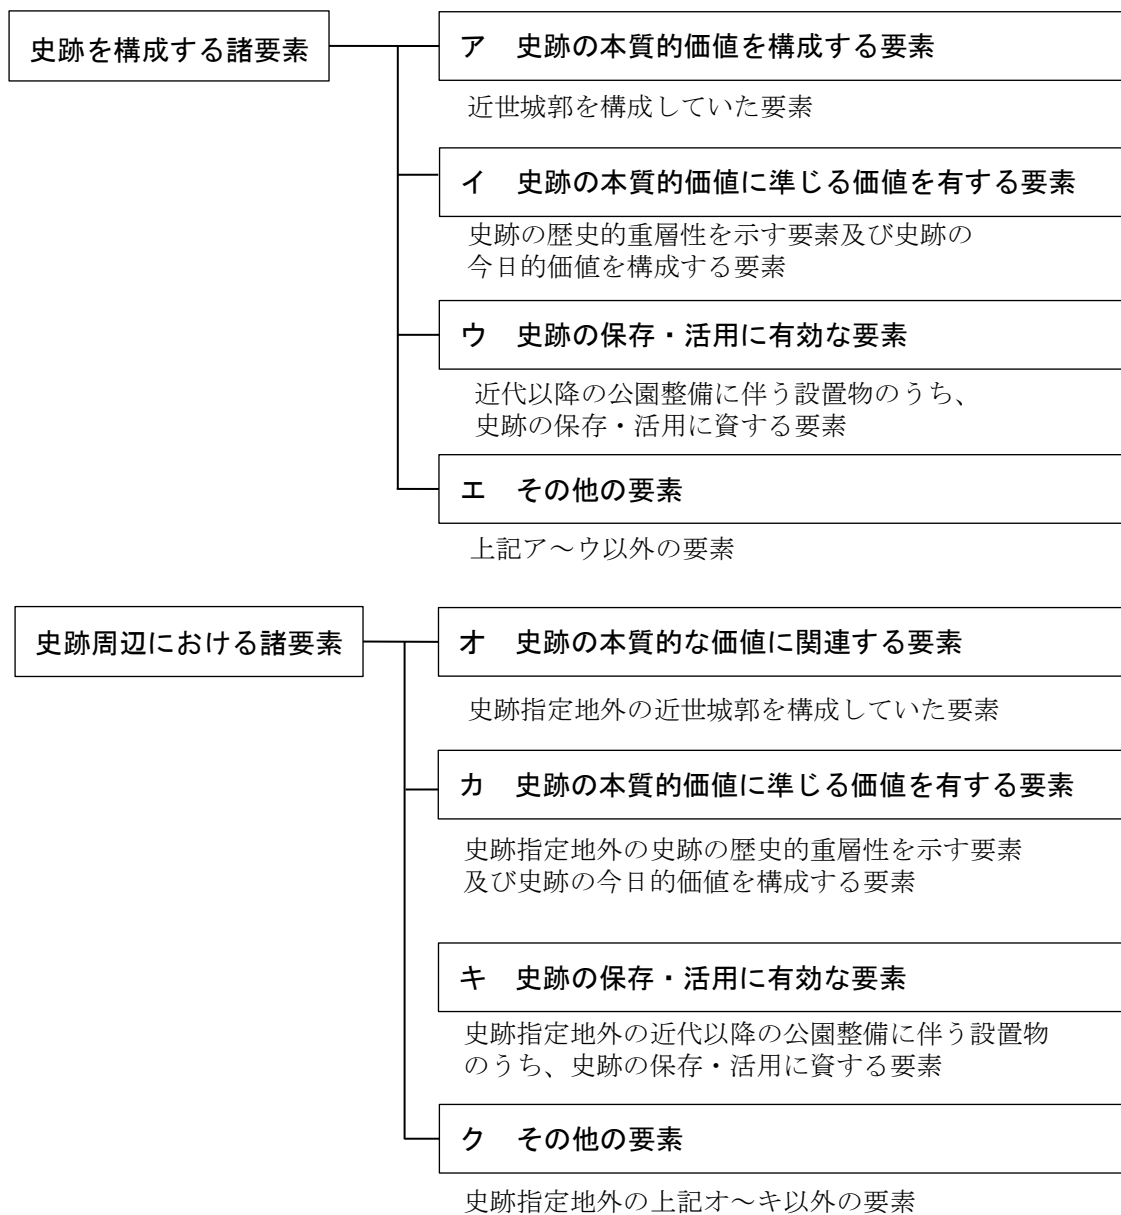 史跡を構成する諸要素
ア　史跡の本質的価値を構成する要素
近世城郭を構成していた要素
イ　史跡の本質的価値に準じる価値を有する要素
史跡の歴史的重層性を示す要素及び史跡の
今日的価値を構成する要素
ウ　史跡の保存・活用に有効な要素
近代以降の公園整備に伴う設置物のうち、
史跡の保存・活用に資する要素
エ　その他の要素
上記ア～ウ以外の要素
史跡周辺における諸要素
オ　史跡の本質的な価値に関連する要素
史跡指定地外の近世城郭を構成していた要素
カ　史跡の本質的価値に準じる価値を有する要素
史跡指定地外の史跡の歴史的重層性を示す要素
及び史跡の今日的価値を構成する要素
キ　史跡の保存・活用に有効な要素
史跡指定地外の近代以降の公園整備に伴う設置物
のうち、史跡の保存・活用に資する要素
ク　その他の要素
史跡指定地外の上記オ～キ以外の要素